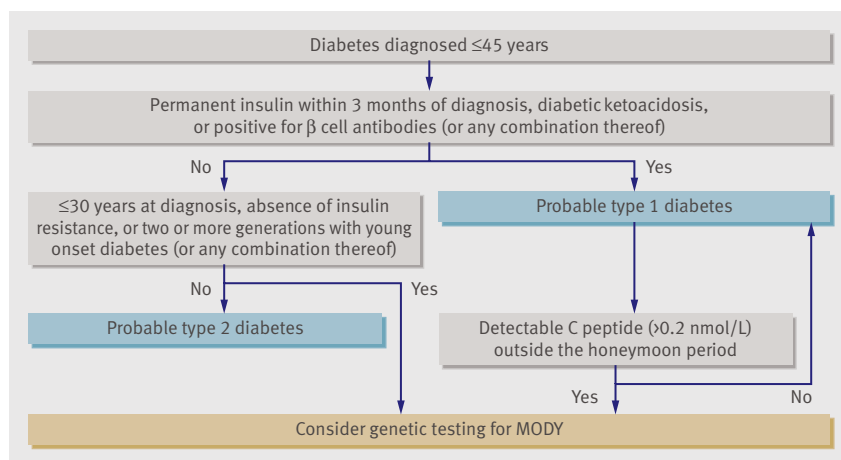 Diabetes diagnosed ≤45 years
Permanent insulin within 3 months of diagnosis, diabetic ketoacidosis,
or positive for β cell antibodies (or any combination thereof)
No
Yes
≤30 years at diagnosis, absence of insulin
resistance, or two or more generations with young
onset diabetes (or any combination thereof)
Probable type 1 diabetes
No
Yes
Probable type 2 diabetes
Detectable C peptide (>0.2 nmol/L)
outside the honeymoon period
Yes
No
Consider genetic testing for MODY